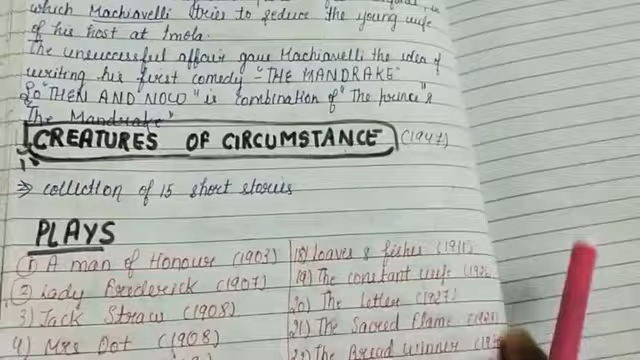 which Machiavelli tries to seduce the young wife
of his host at Imola.
The unsuccessful affair gave Machiavelli the idea of
writing his first comedy - "THE MANDRAKE"
So "THEN AND NOW" is combination of "The prince" &
"The Mandrake"
CREATURES OF CIRCUMSTANCE (1947)
⇒ collection of 15 short stories
PLAYS
1) A man of Honour (1903)
2) Lady Frederick (1907)
3) Jack Straw (1908)
4) Mrs Dot (1908)
18) Loaves & fishes (1911)
19) The constant wife
20) The Letter (1927)
21) The Sacred Flame
The Bread Winner